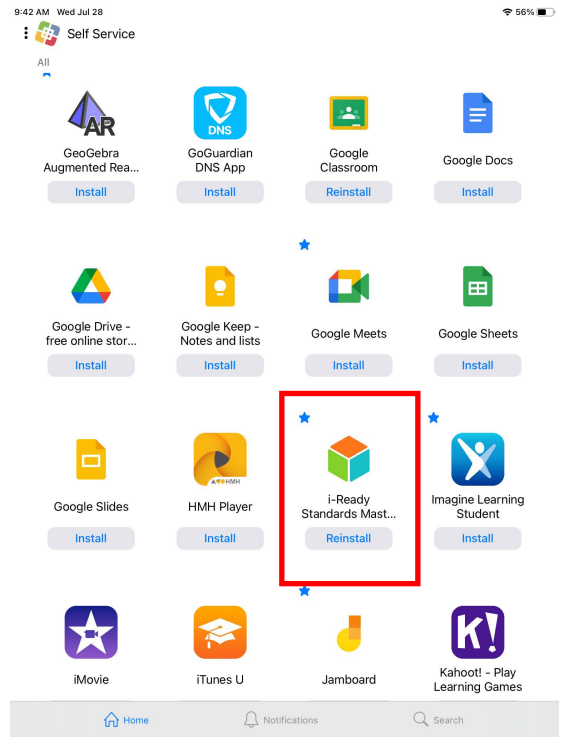 9:42 AM Wed Jul 28
56%
Self Service
All
AR
DNS
GeoGebra
Augmented Rea...
GoGuardian
DNS App
Google
Classroom
Google Docs
Install
Install
Reinstall
Install
Google Drive -
free online stor...
Google Keep -
Notes and lists
Google Meets
Google Sheets
Install
Install
Install
Install
HMH
Google Slides
HMH Player
i-Ready
Standards Mast...
Imagine Learning
Student
Install
Install
Reinstall
Install
K!
iMovie
iTunes U
Jamboard
Kahoot! - Play
Learning Games
Home
Notifications
Search